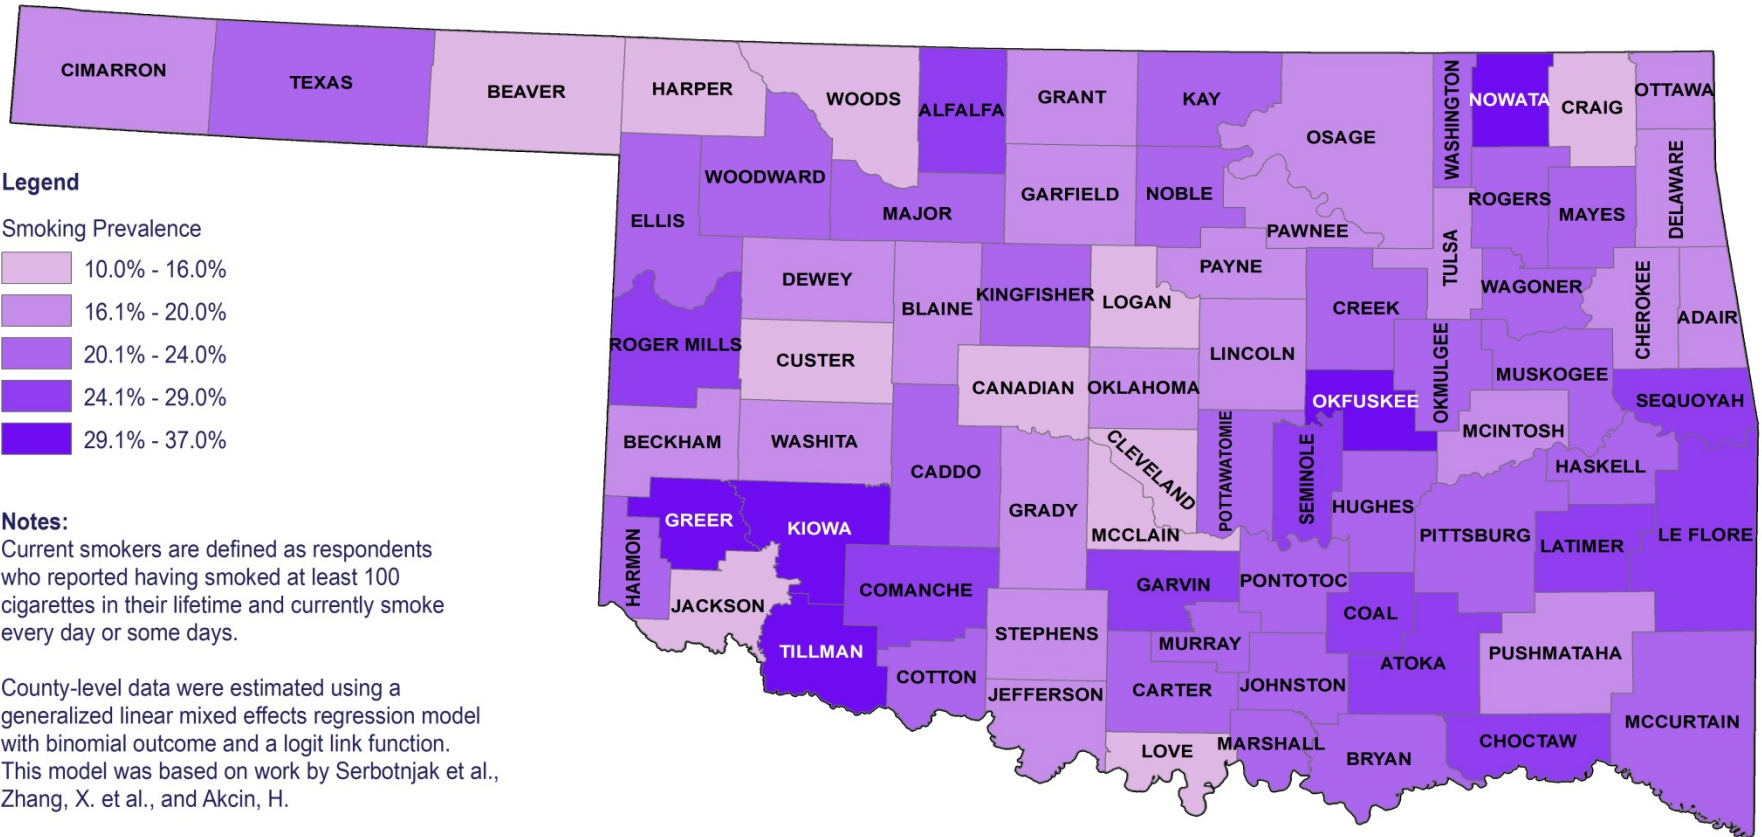 CIMARRON
TEXAS
BEAVER
HARPER
WOODS
ALFALFA
GRANT
KAY
OSAGE
WASHINGTON
NOWATA
CRAIG
OTTAWA
Legend
Smoking Prevalence
10.0% - 16.0%
16.1% - 20.0%
20.1% - 24.0%
24.1% - 29.0%
29.1% - 37.0%
ELLIS
WOODWARD
MAJOR
GARFIELD
NOBLE
PAWNEE
TULSA
ROGERS
MAYES
DELAWARE
DEWEY
BLAINE
KINGFISHER
LOGAN
PAYNE
CREEK
WAGONER
CHEROKEE
ADAIR
ROGER MILLS
CUSTER
CANADIAN
OKLAHOMA
LINCOLN
OKFUSKEE
OKMULGEE
MUSKOGEE
SEQUOYAH
BECKHAM
WASHITA
CADDO
GRADY
CLEVELAND
MCCLAIN
POTTAWATOMIE
SEMINOLE
HUGHES
MCINTOSH
HASKELL
PITTSBURG
LATIMER
LE FLORE
HARMON
GREER
KIOWA
JACKSON
COMANCHE
TILLMAN
COTTON
STEPHENS
JEFFERSON
GARVIN
MURRAY
CARTER
LOVE
PONTOTOC
JOHNSTON
MARSHALL
COAL
ATOKA
BRYAN
PUSHMATAHA
CHOCTAW
MCCURTAIN
Notes:
Current smokers are defined as respondents
who reported having smoked at least 100
cigarettes in their lifetime and currently smoke
every day or some days.
County-level data were estimated using a
generalized linear mixed effects regression model
with binomial outcome and a logit link function.
This model was based on work by Serbotnjak et al.,
Zhang, X. et al., and Akcin, H.